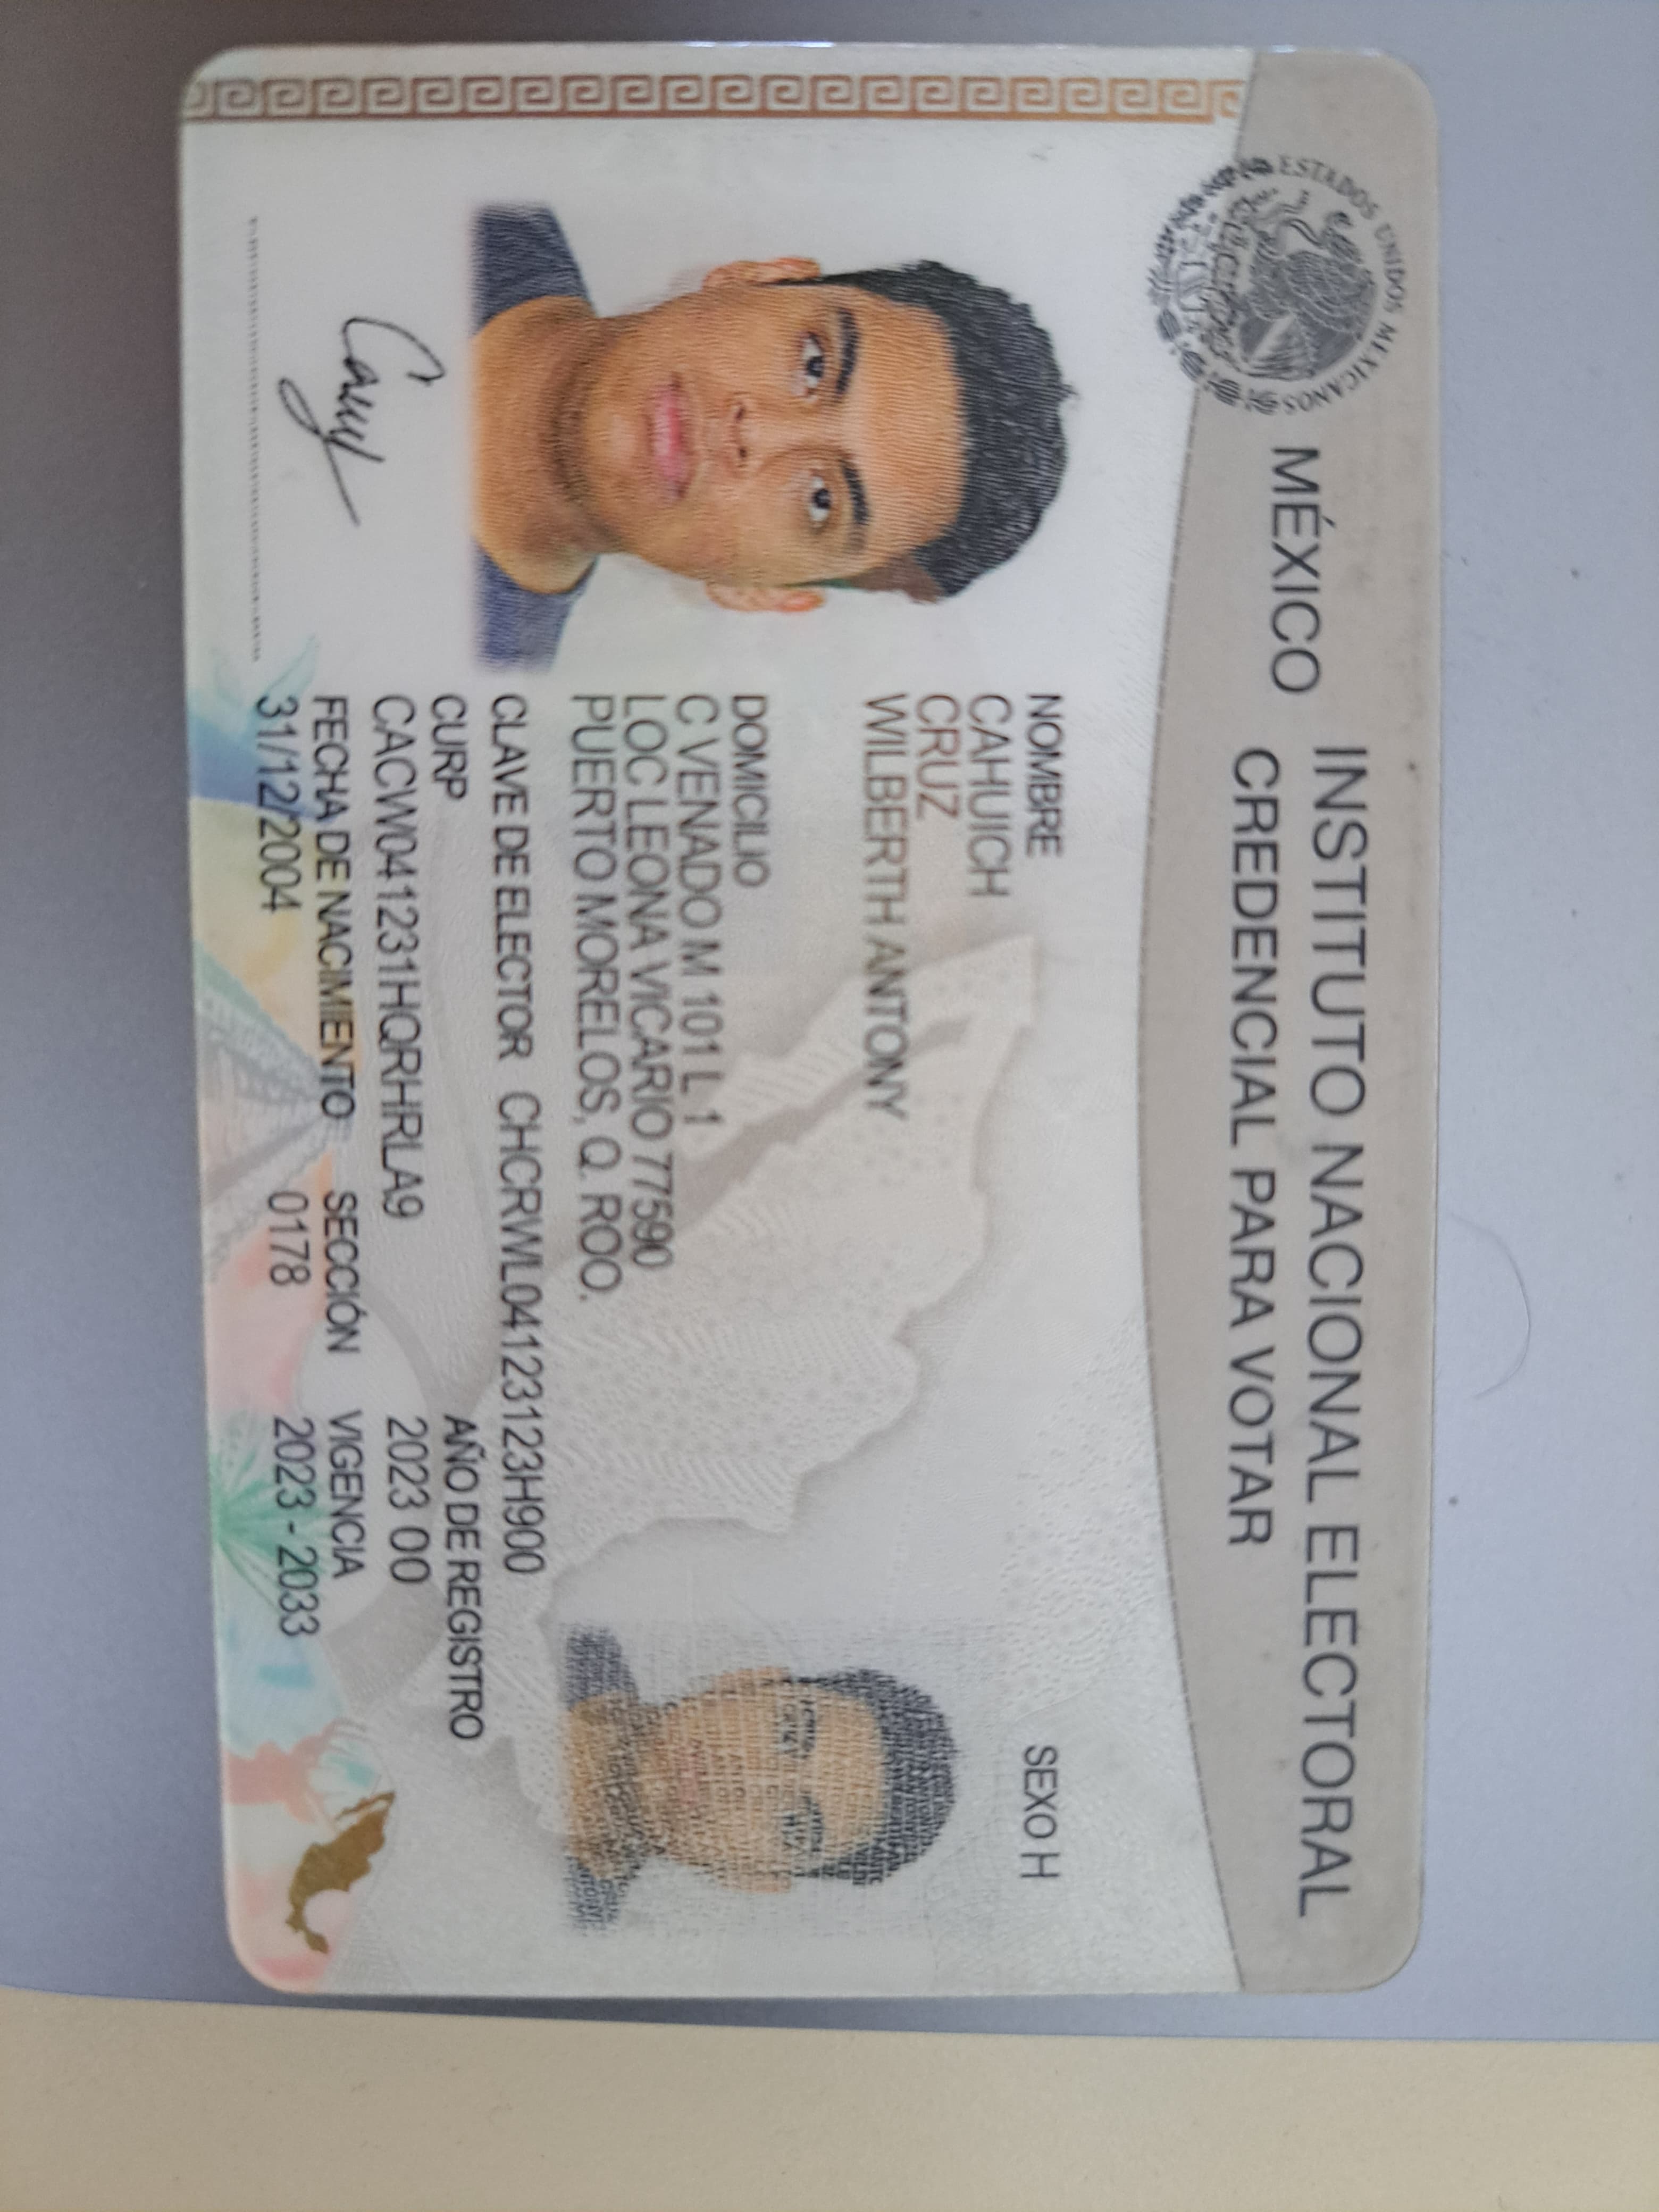 ESTADOS UNIDOS MEXICANOS
MÉXICO
INSTITUTO NACIONAL ELECTORAL
CREDENCIAL PARA VOTAR
NOMBRE
CAHUICH
CRUZ
WILBERTH ANTONY
SEXO H
DOMICILIO
C VENADO M 101 L 1
LOC LEONA VICARIO 77590
PUERTO MORELOS, Q. ROO.
CLAVE DE ELECTOR CHCRWL04123123H900
CURP
CACW041231HQRHRLA9
AÑO DE REGISTRO
2023 00
FECHA DE NACIMIENTO
31/12/2004
SECCIÓN
0178
VIGENCIA
2023 - 2033